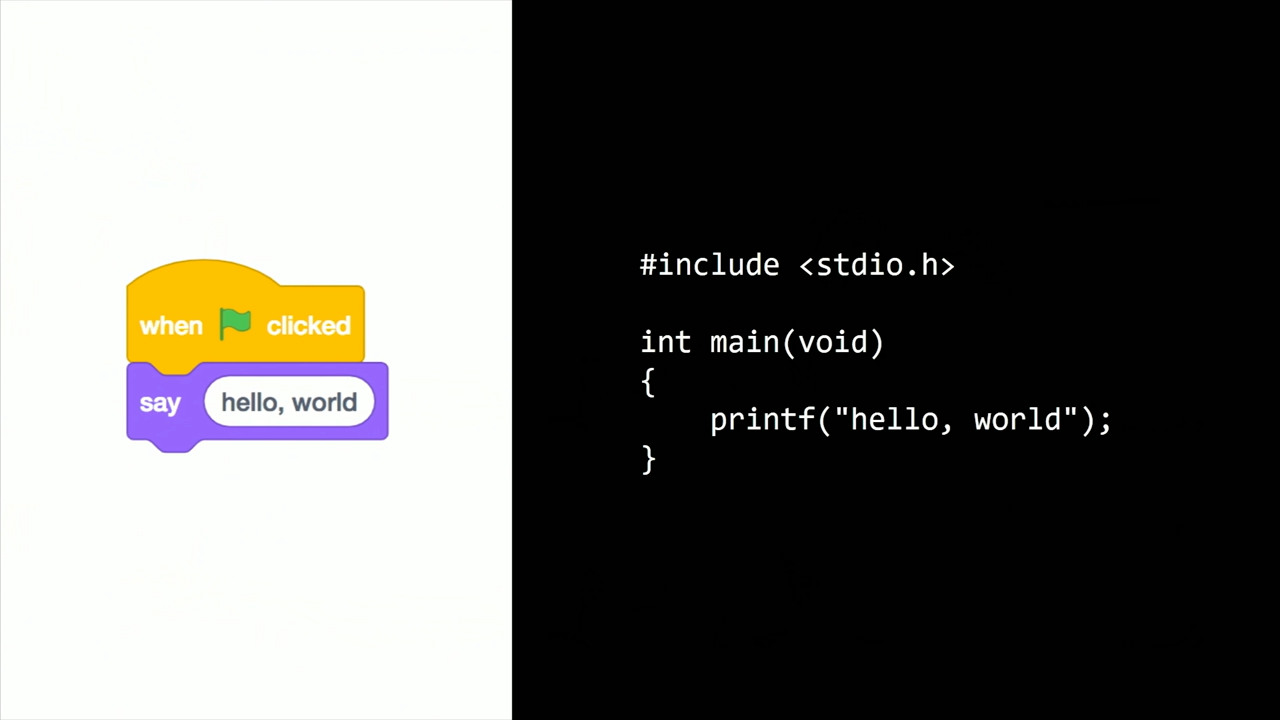 when clicked
say hello, world
#include <stdio.h>
int main(void)
{
    printf("hello, world");
}